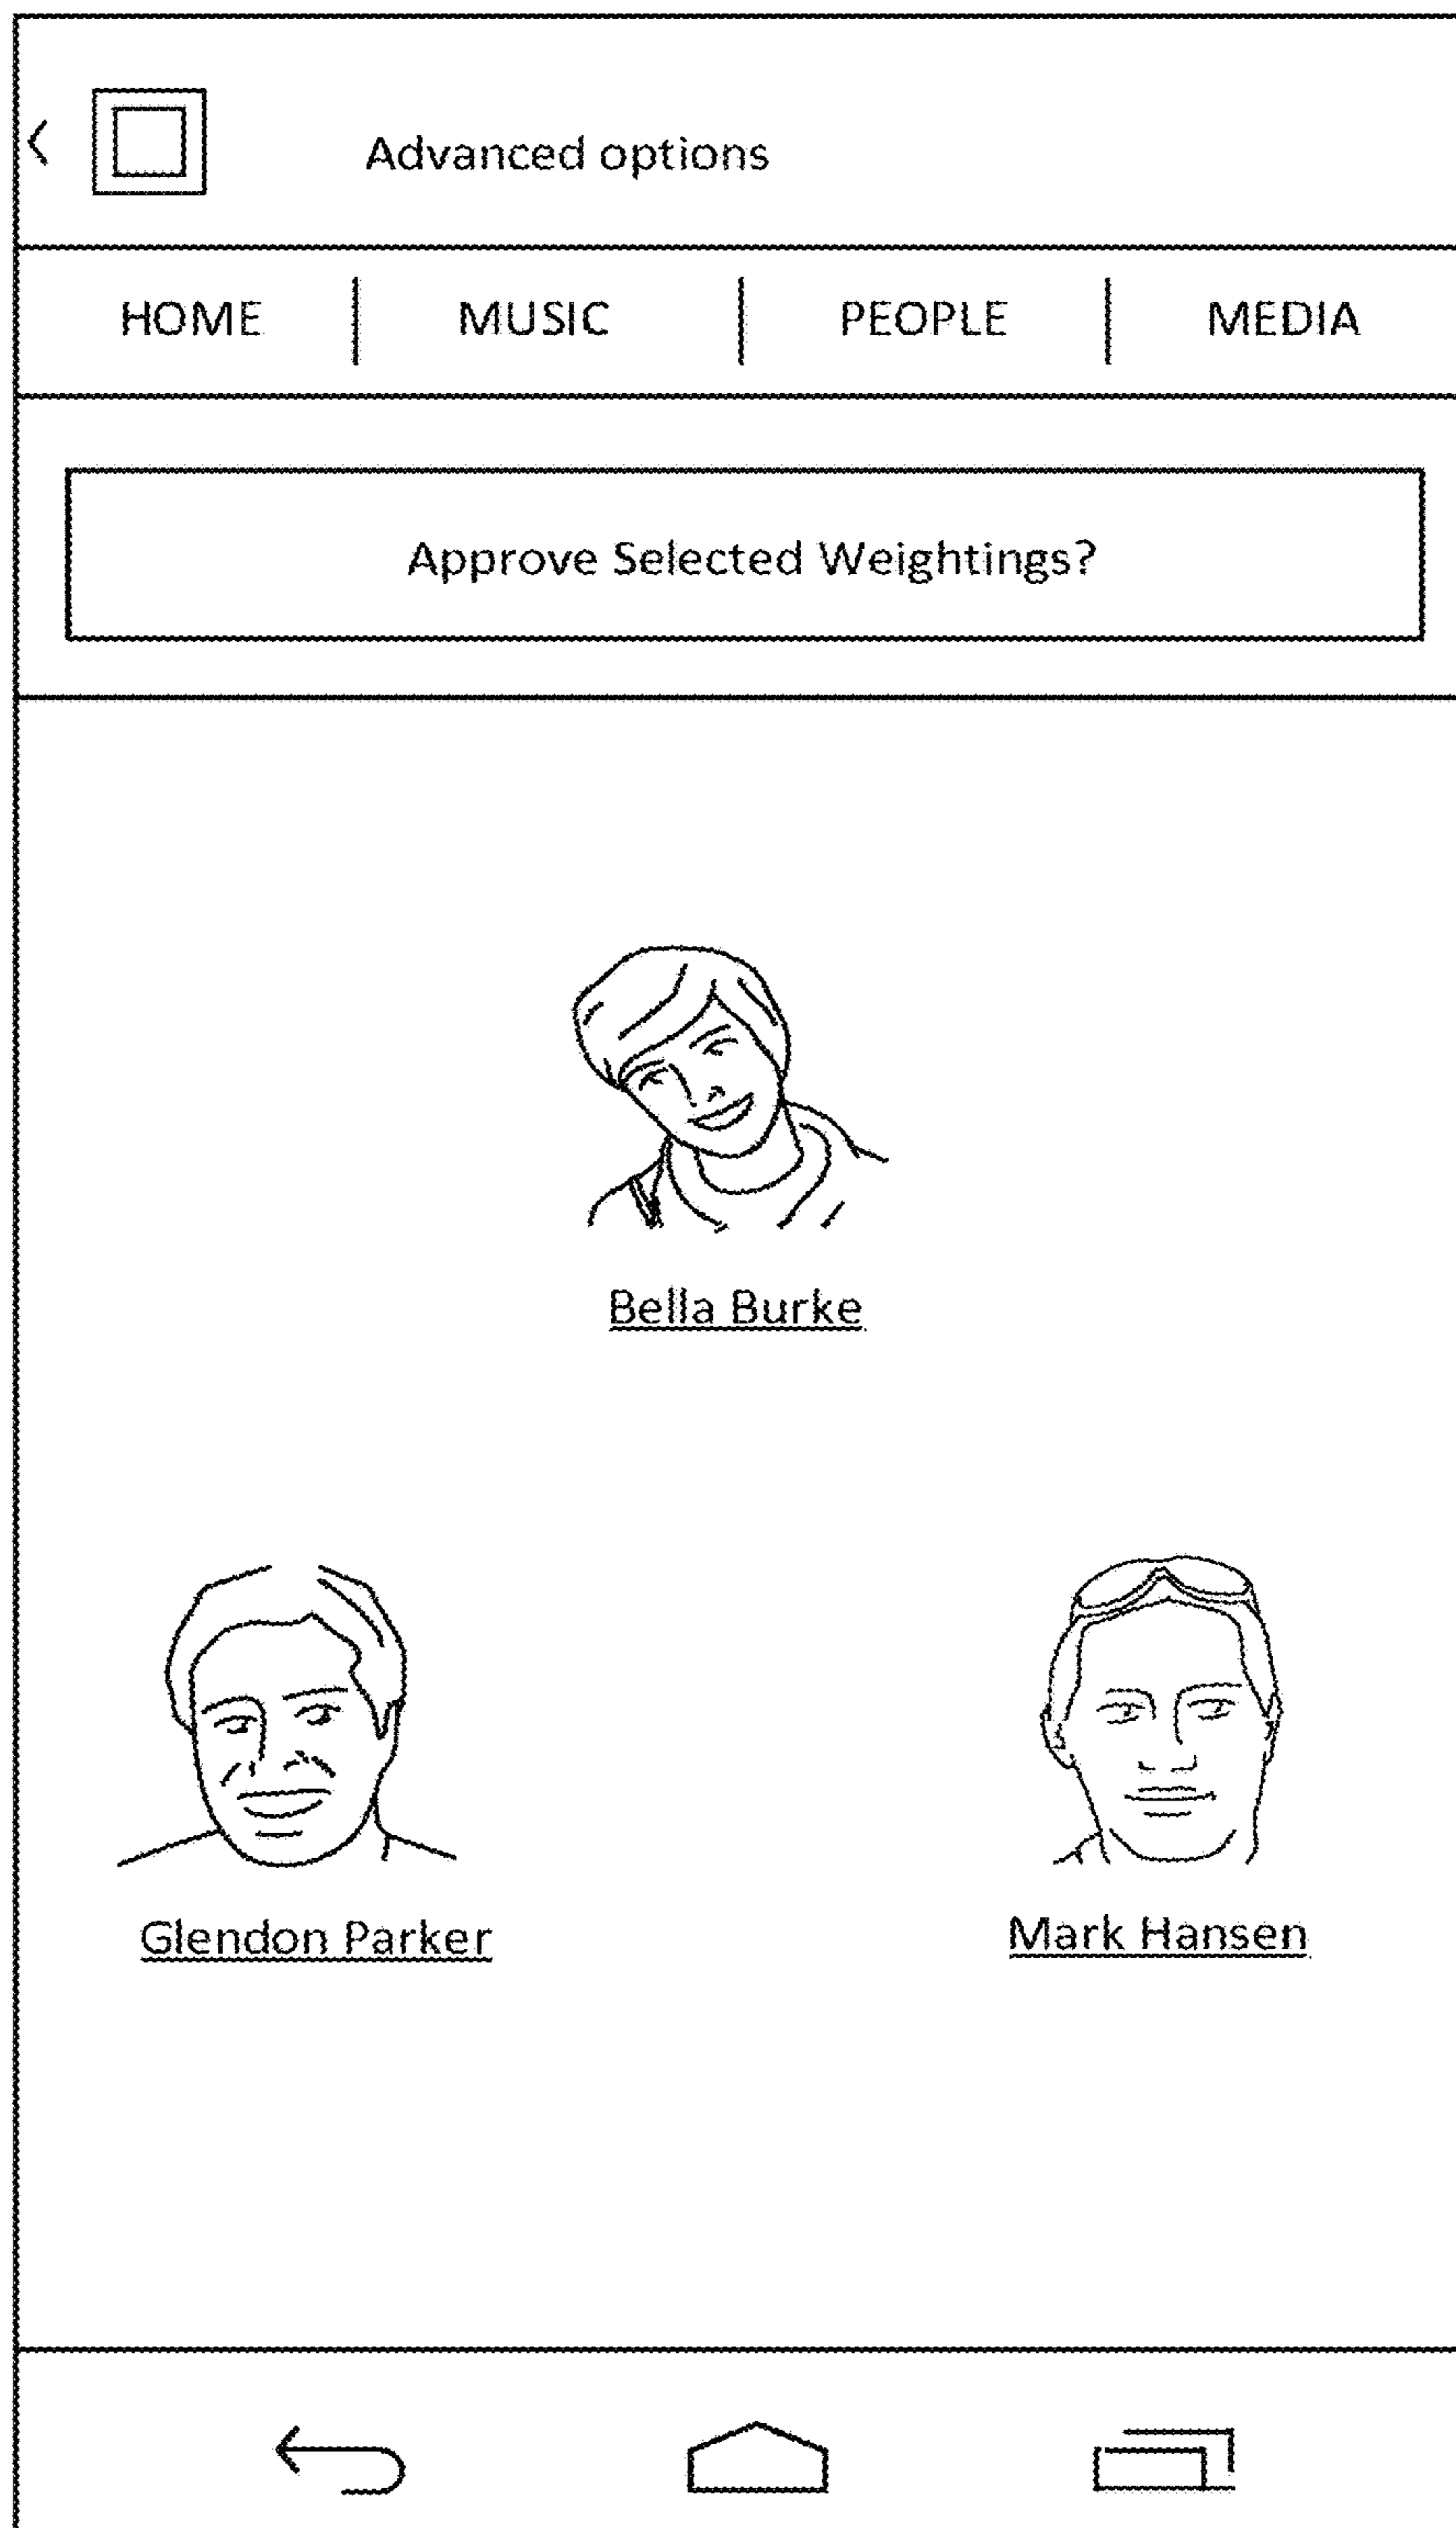 Advanced options
HOME | MUSIC | PEOPLE | MEDIA
Approve Selected Weightings?
Bella Burke
Glendon Parker Mark Hansen